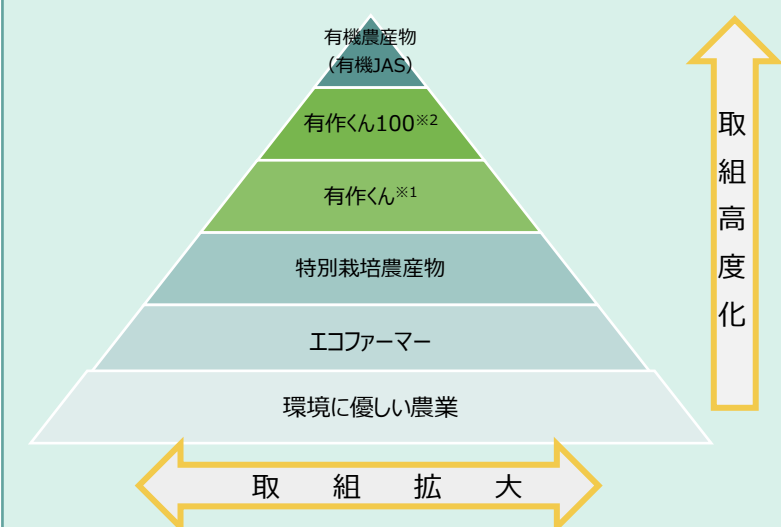 有機農産物
（有機JAS）
有作くん100※2
有作くん※1
特別栽培農産物
エコファーマー
環境に優しい農業
取組高度化
取組拡大